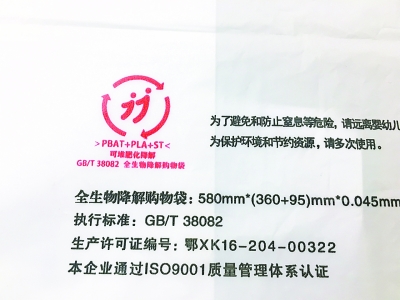 >PBAT+PLA+ST<
可堆肥化降解
GB/T 38082 全生物降解购物袋
为了避免和防止窒息等危险,请远离婴幼儿
为保护环境和节约资源,请多次使用。
全生物降解购物袋:580mm*(360+95)mm*0.045mm
执行标准:GB/T 38082
生产许可证编号:鄂XK16-204-00322
本企业通过ISO9001质量管理体系认证